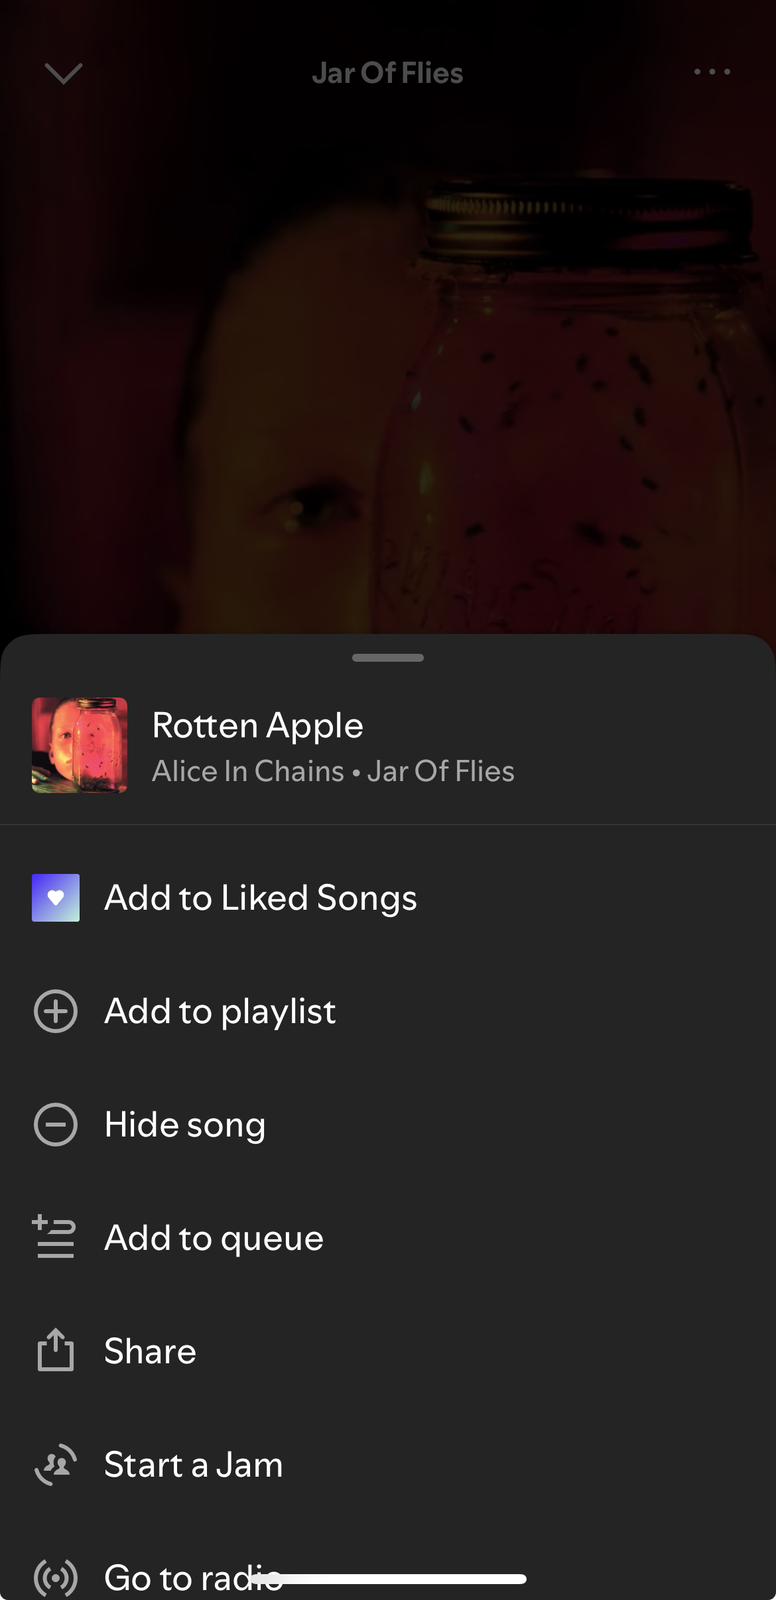 Jar Of Flies
Rotten Apple
Alice In Chains • Jar Of Flies
Add to Liked Songs
Add to playlist
Hide song
Add to queue
Share
Start a Jam
Go to radio